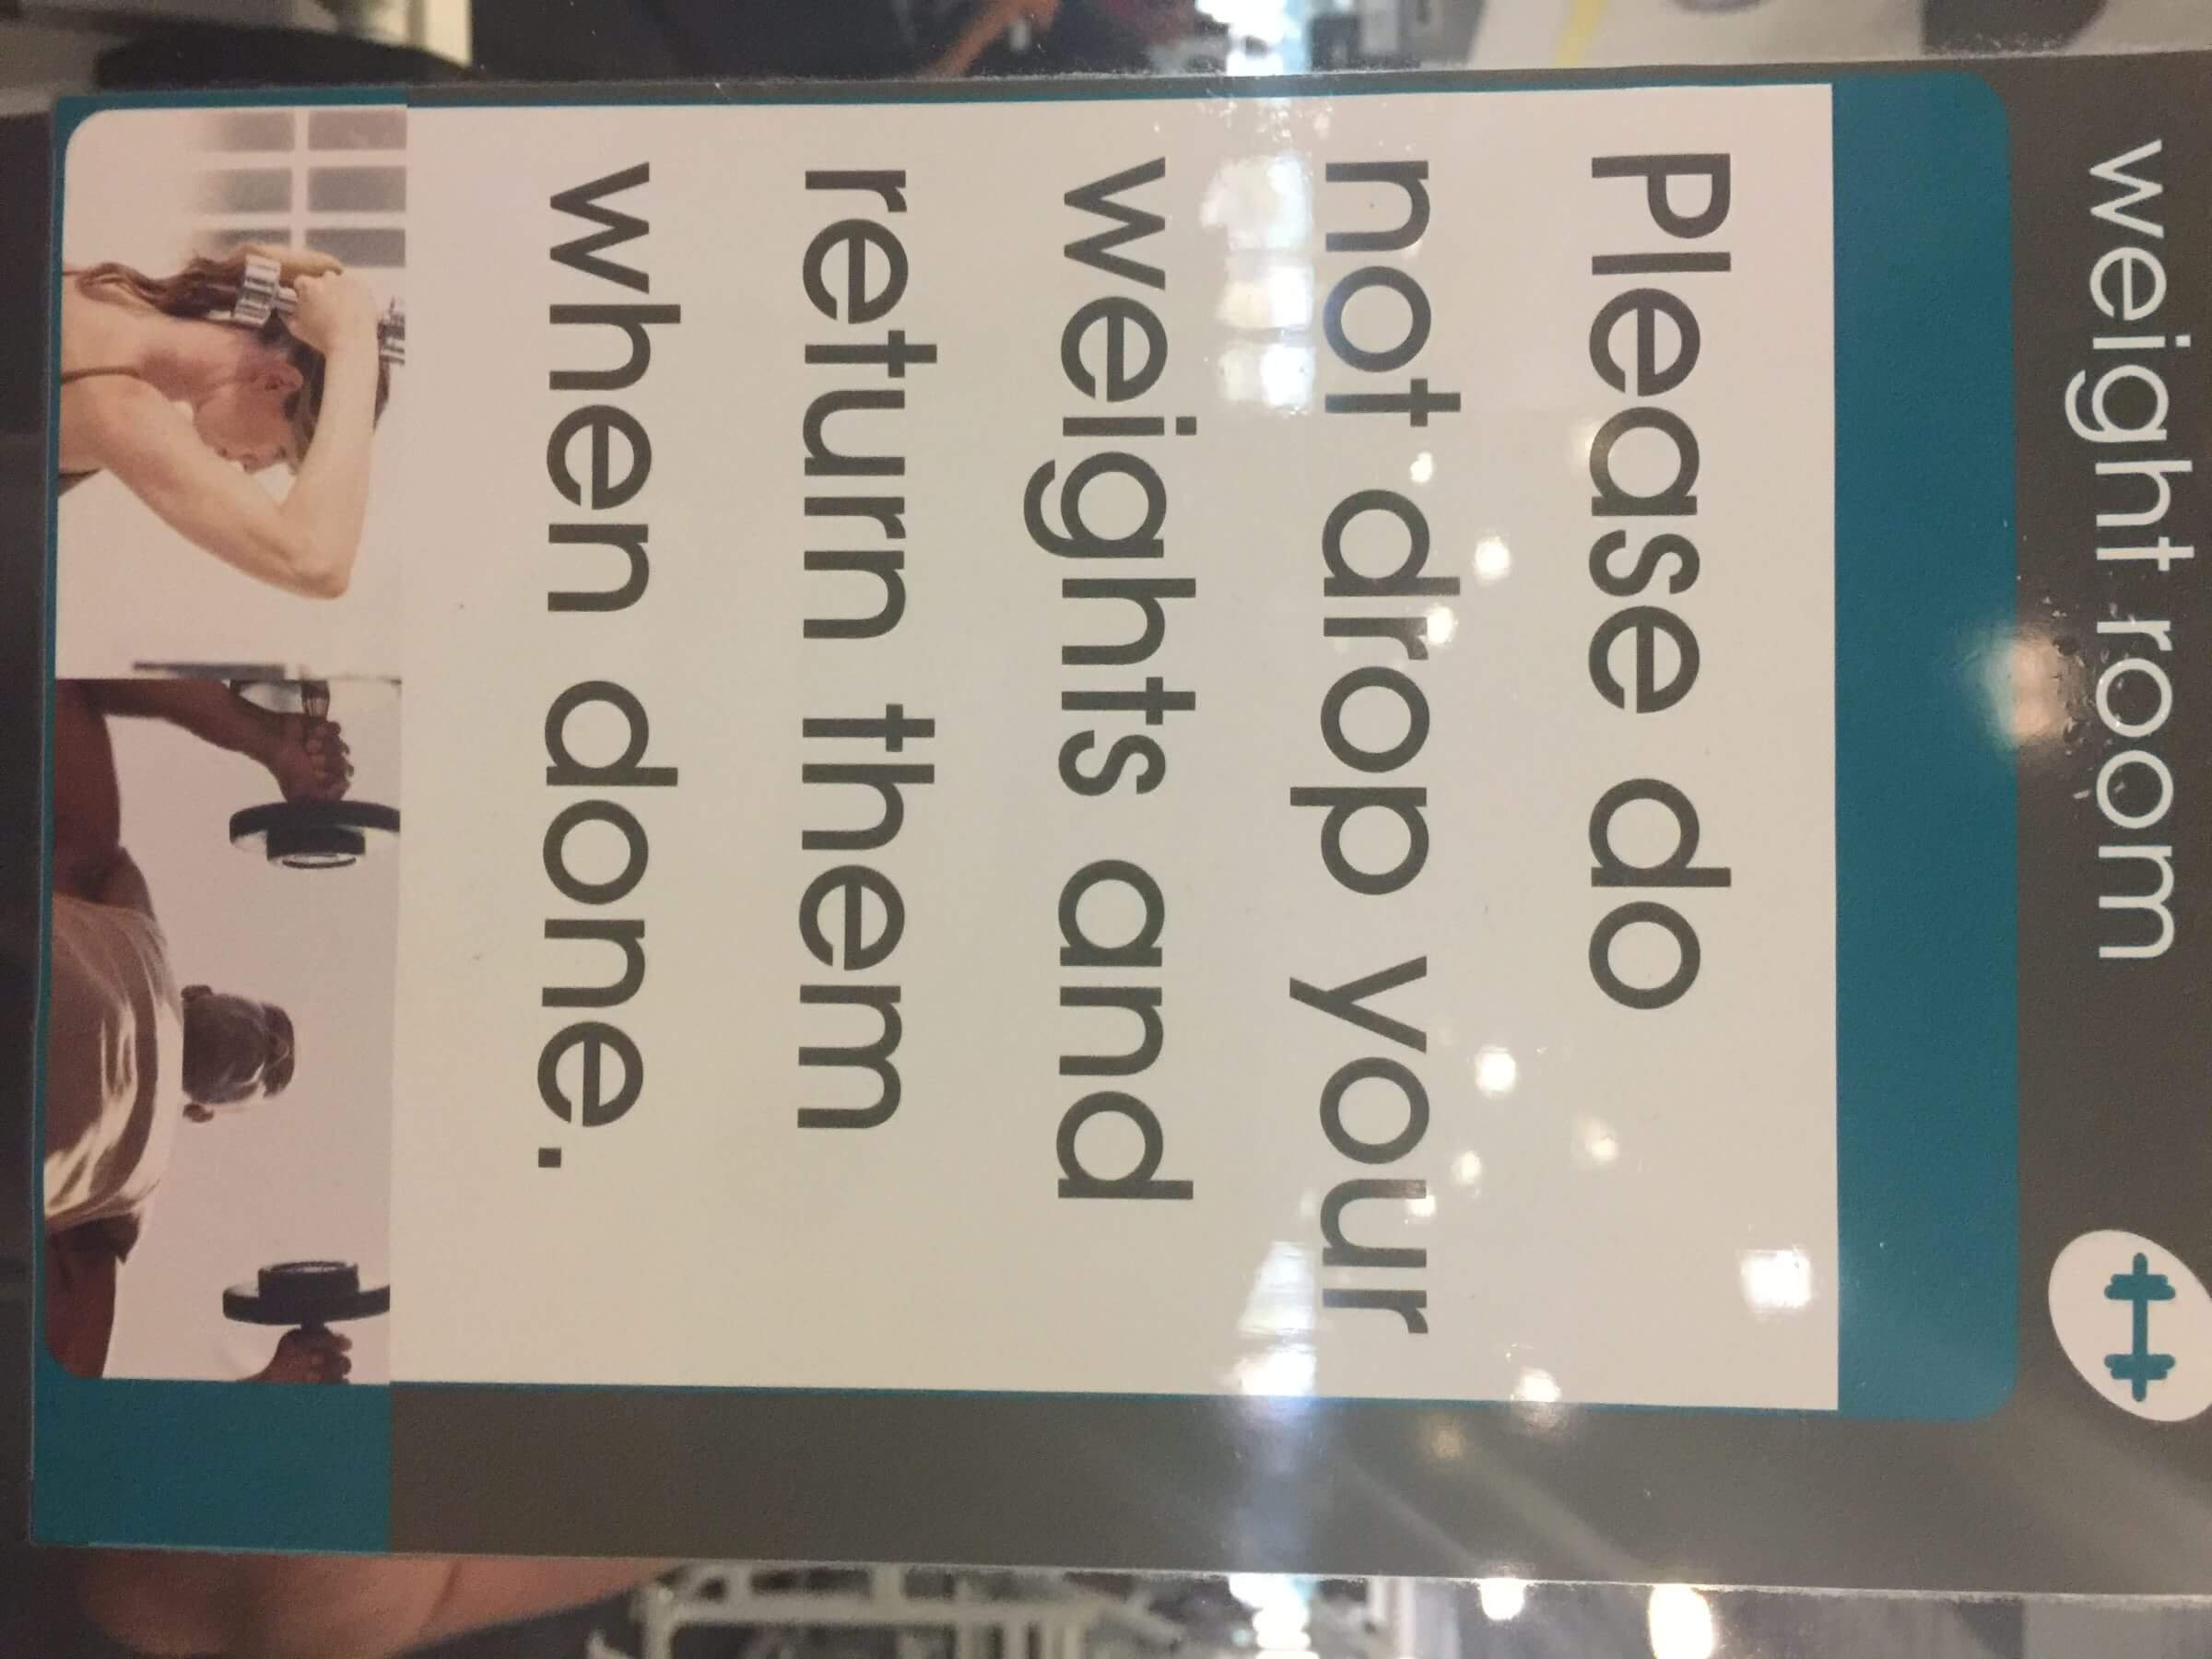 weight room
Please do
not drop your
weights and
return them
when done.